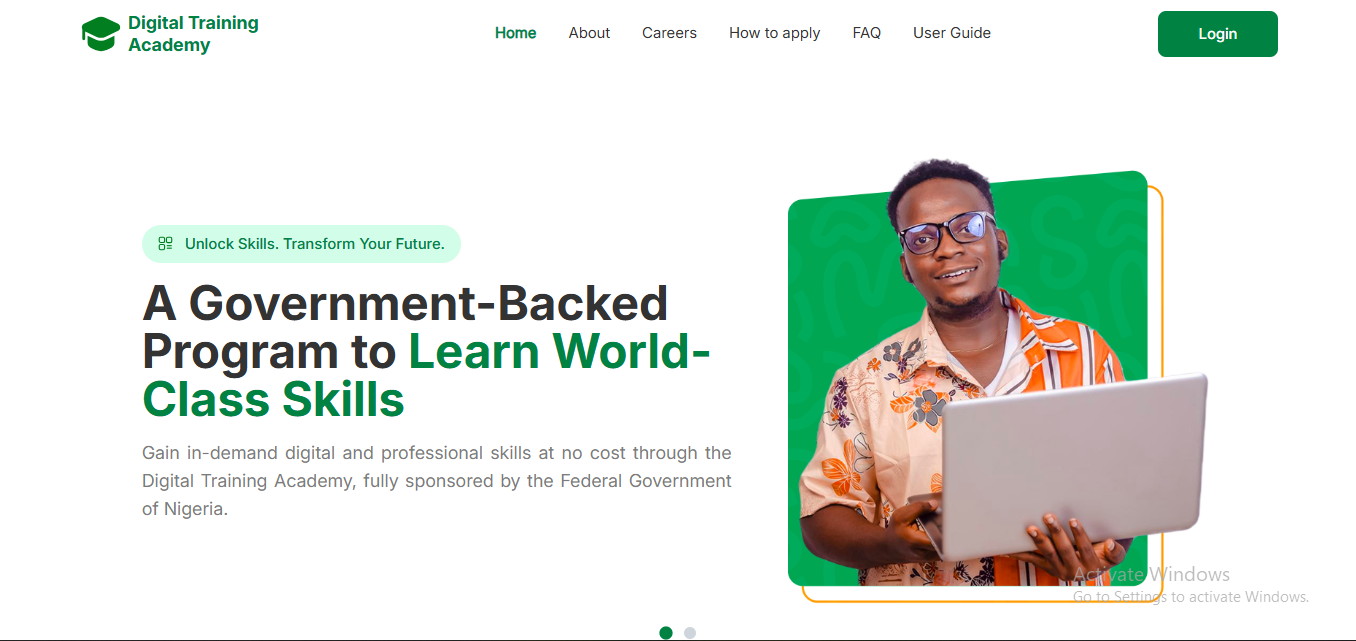 Digital Training
Academy
Home About Careers How to apply FAQ User Guide
Login
Unlock Skills. Transform Your Future.
A Government-Backed
Program to Learn World-
Class Skills
Gain in-demand digital and professional skills at no cost through the
Digital Training Academy, fully sponsored by the Federal Government
of Nigeria.
Activate Windows
Go to Settings to activate Windows.